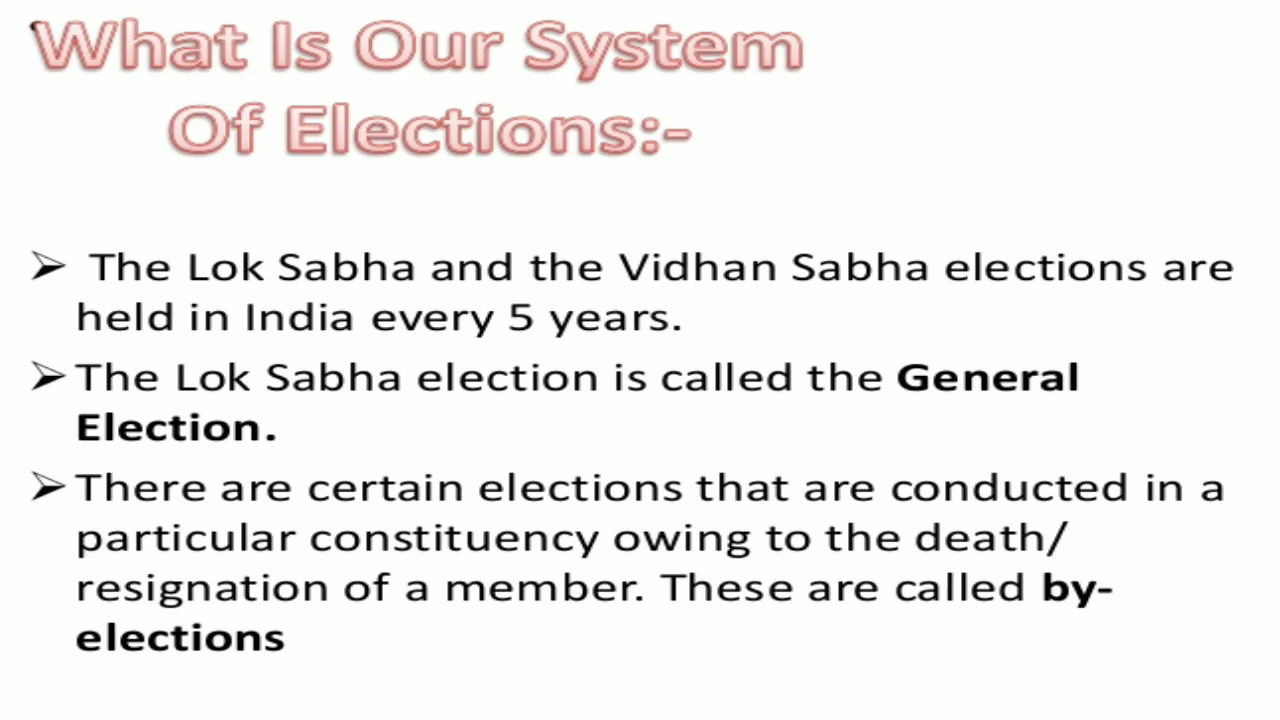 What Is Our System
Of Elections:-
➢ The Lok Sabha and the Vidhan Sabha elections are
held in India every 5 years.
➢ The Lok Sabha election is called the General
Election.
➢ There are certain elections that are conducted in a
particular constituency owing to the death/
resignation of a member. These are called by-
elections